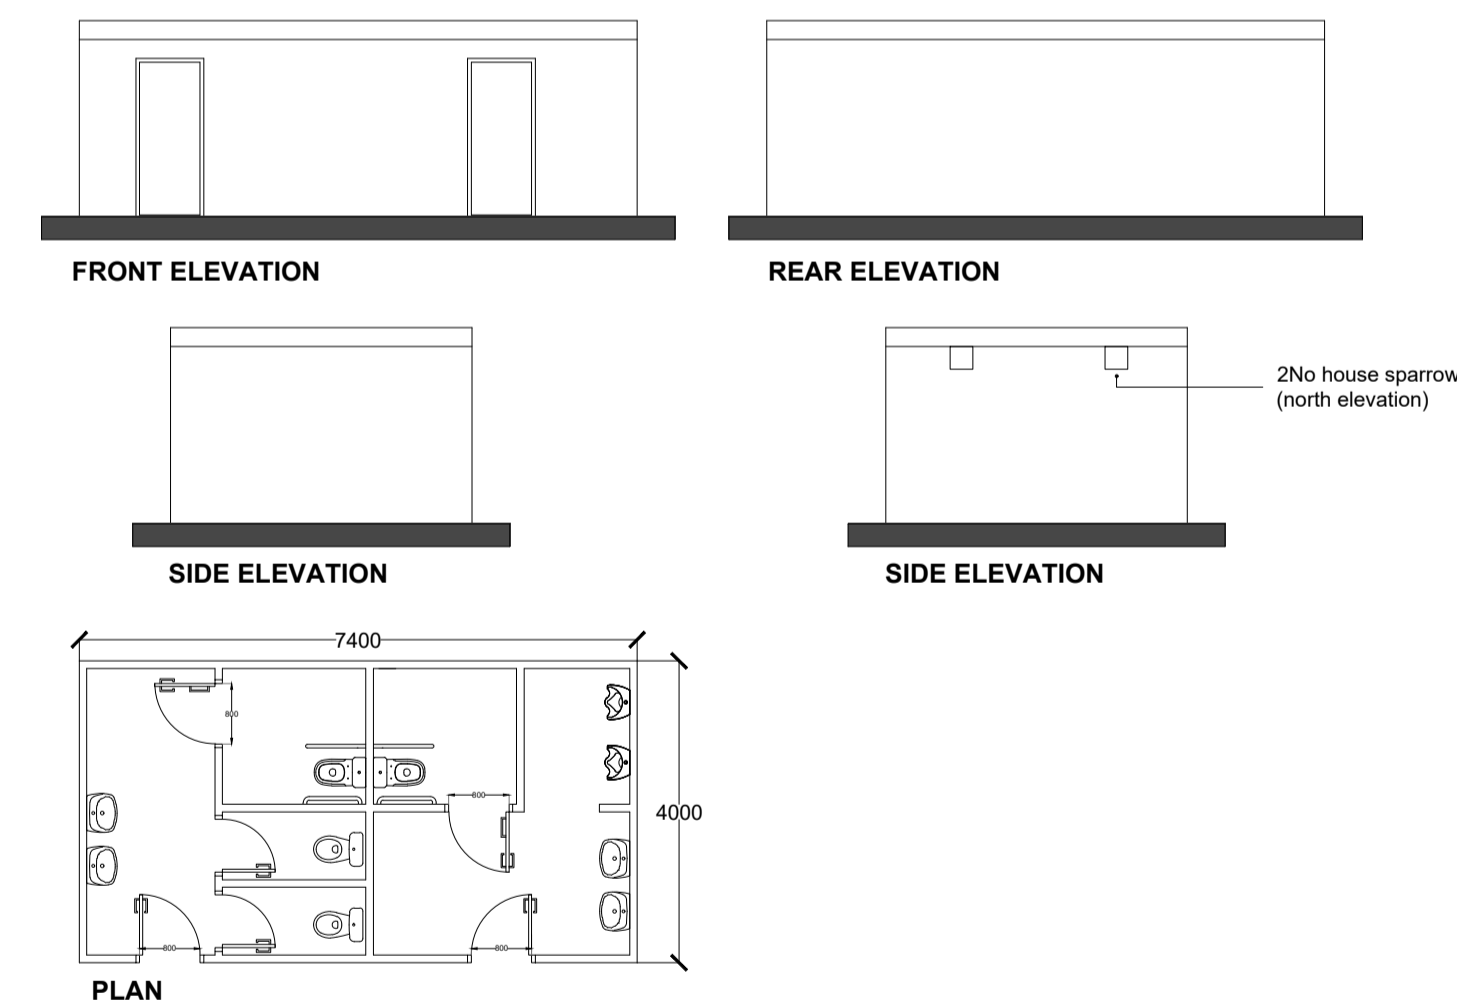 FRONT ELEVATION
REAR ELEVATION
2No house sparrow
(north elevation)
SIDE ELEVATION
SIDE ELEVATION
7400
800
800
4000
800
800
PLAN